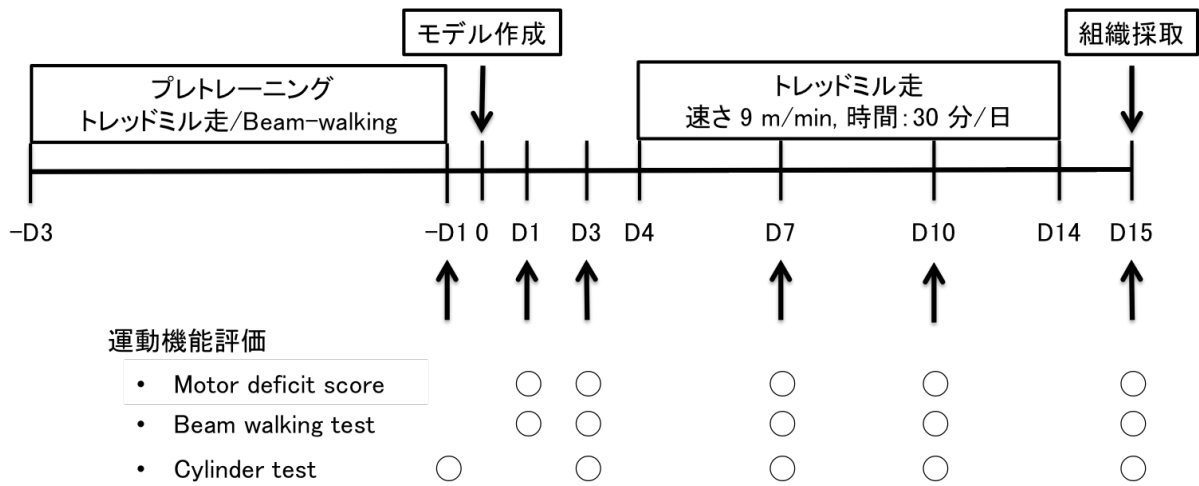 モデル作成
組織採取
プレトレーニング
トレッドミル走/Beam-walking
トレッドミル走
速さ 9 m/min, 時間：30 分/日
-D3
-D1 0 D1 D3 D4 D7 D10 D14 D15
運動機能評価
• Motor deficit score
• Beam walking test
• Cylinder test